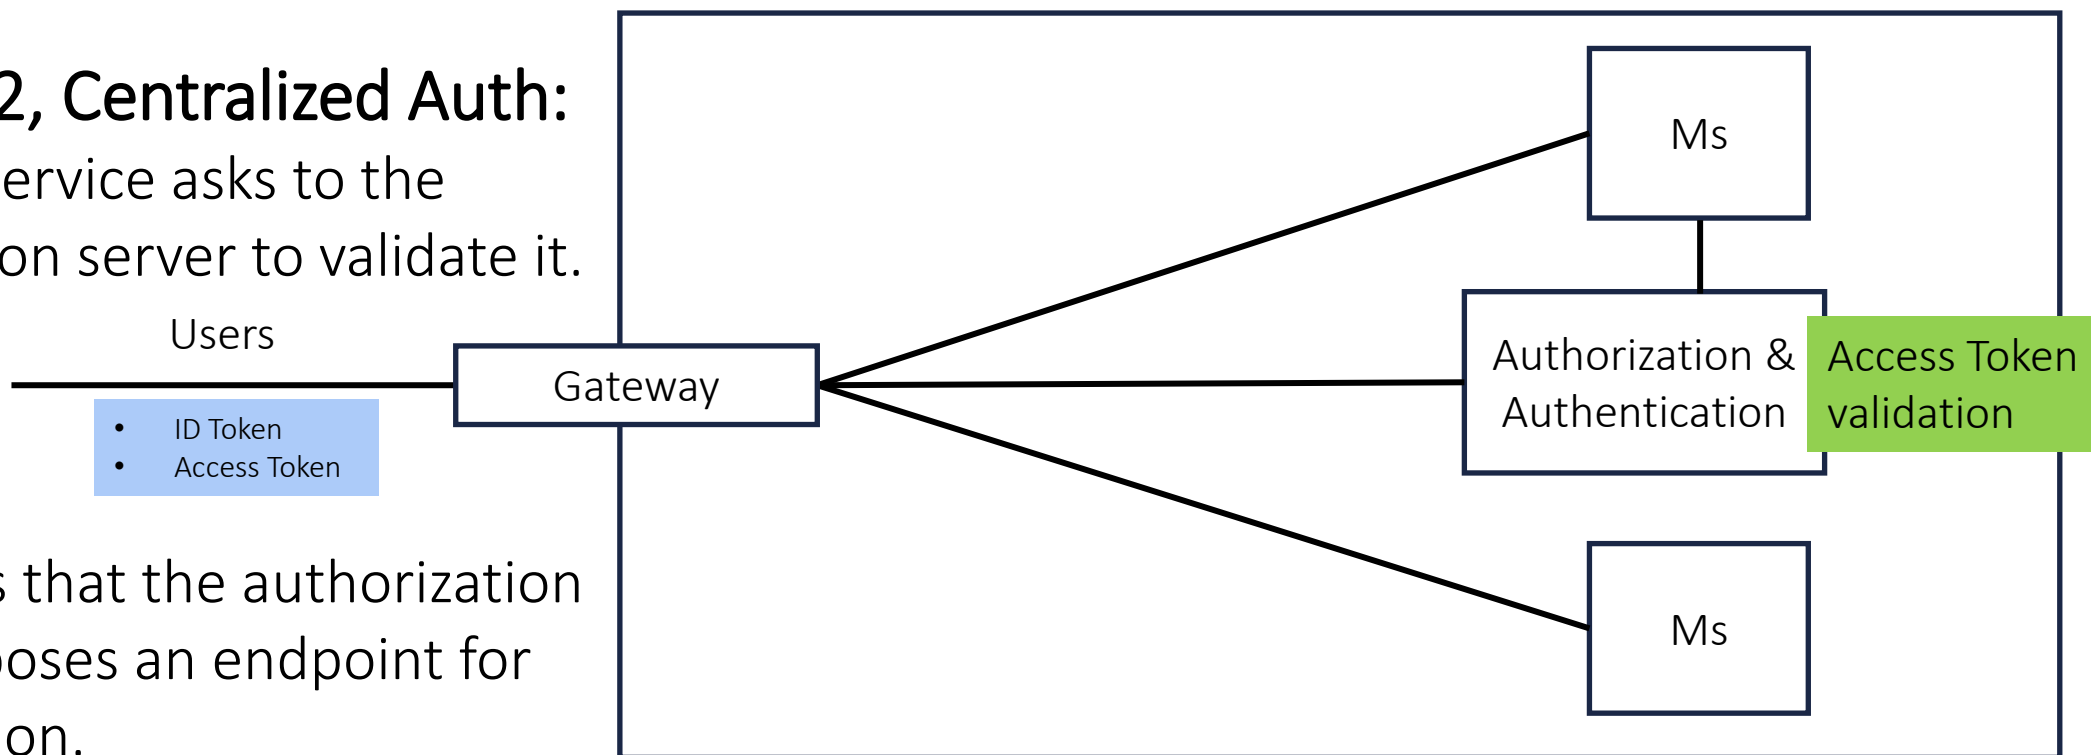 2, Centralized Auth:
ervice asks to the
on server to validate it.
Users
Gateway
• ID Token
• Access Token
s that the authorization
poses an endpoint for
on.
Ms
Authorization &
Authentication
Access Token
validation
Ms